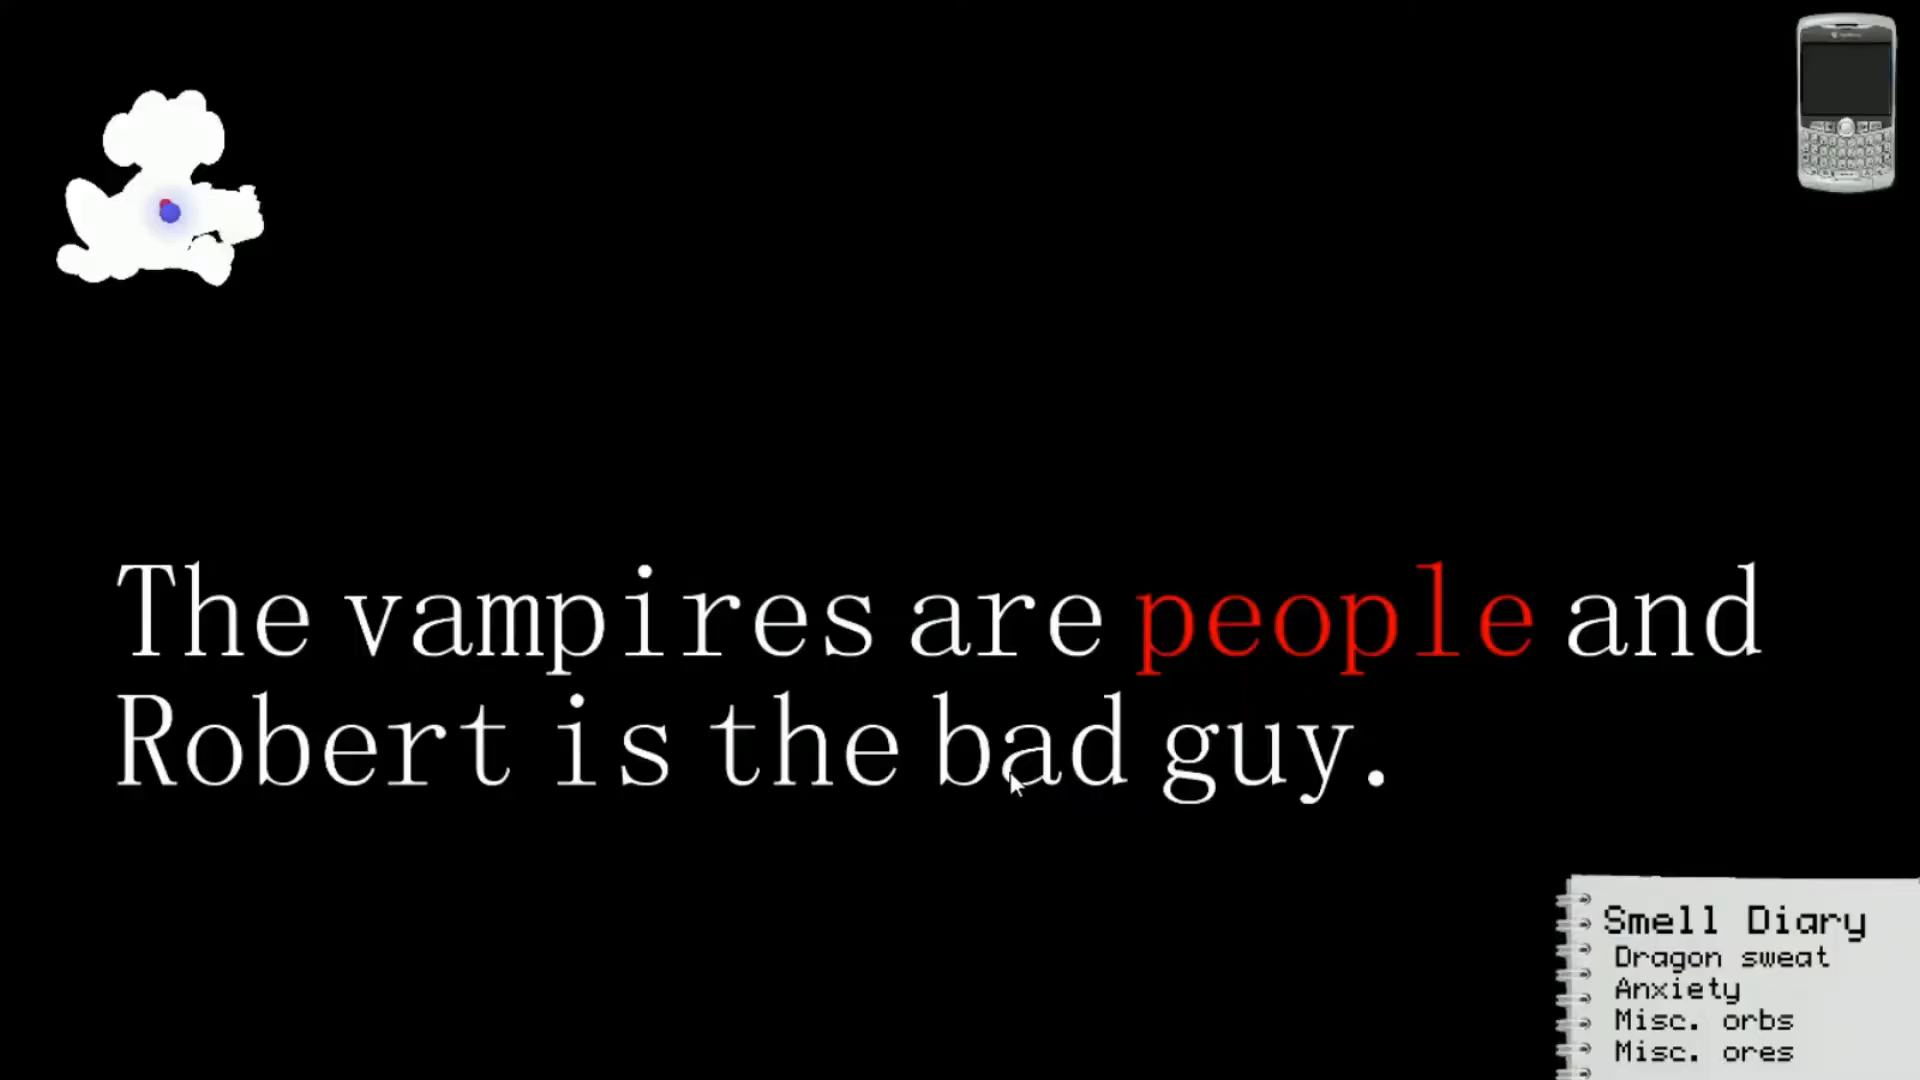 The vampires are people and
Robert is the bad guy.
Smell Diary
Dragon sweat
Anxiety
Misc. orbs
Misc. ores